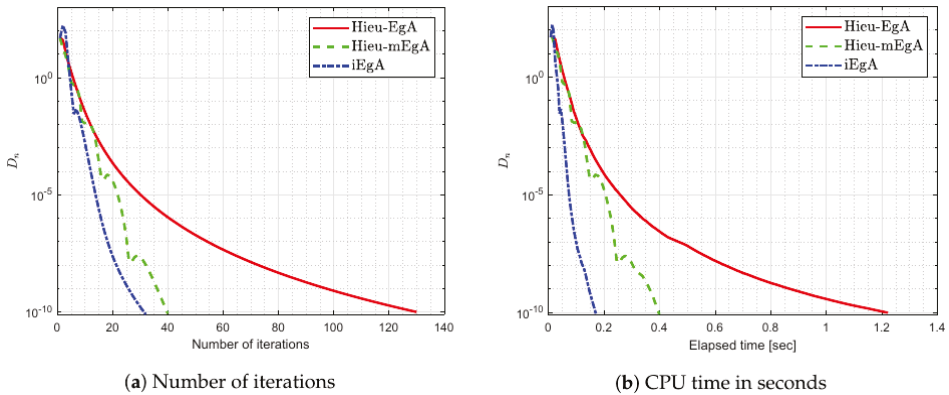 Hieu-EgA
Hieu-mEgA
iEgA
10^0
10^-5
10^-10
D_n
0 20 40 60 80 100 120 140
Number of iterations
(a) Number of iterations
Hieu-EgA
Hieu-mEgA
iEgA
10^0
10^-5
10^-10
D_n
0 0.2 0.4 0.6 0.8 1 1.2 1.4
Elapsed time [sec]
(b) CPU time in seconds